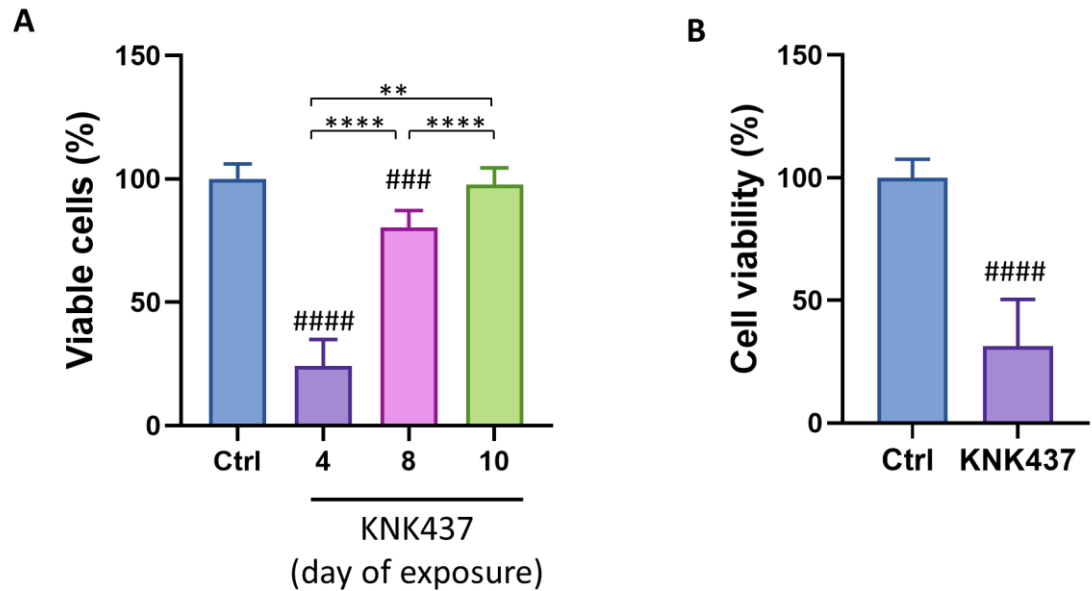 A
Viable cells (%)
150
100
50
0
**
****
****
####
###
Ctrl
4
8
10
KNK437
(day of exposure)
B
Cell viability (%)
150
100
50
0
####
Ctrl
KNK437